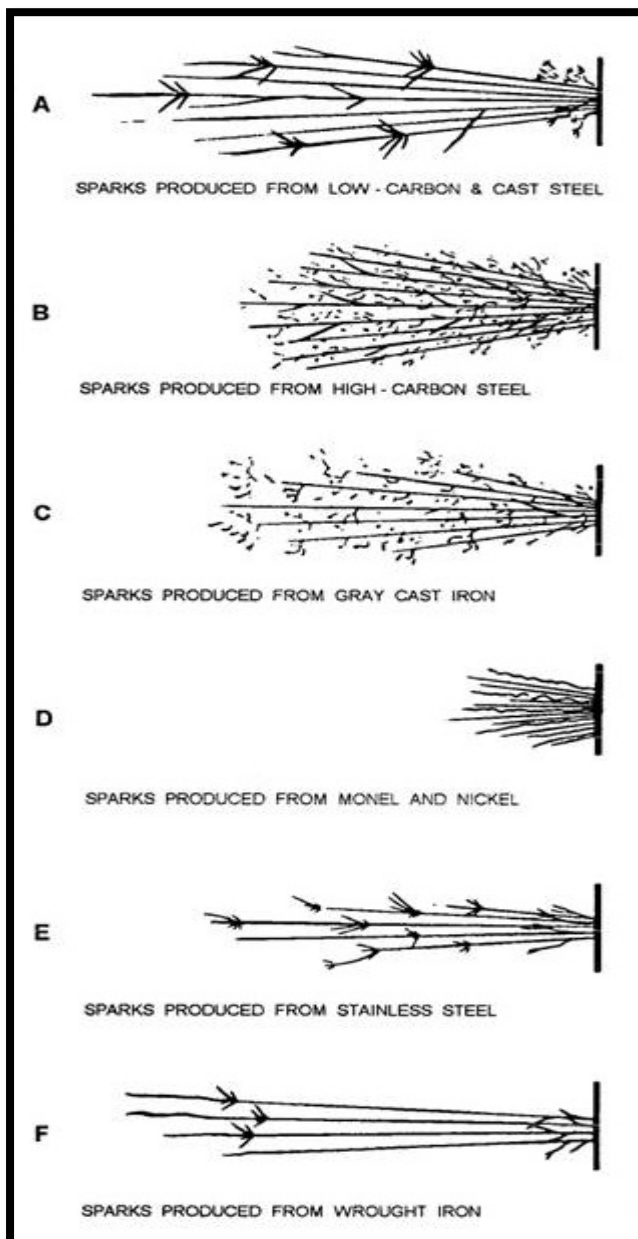 A
SPARKS PRODUCED FROM LOW - CARBON & CAST STEEL
B
SPARKS PRODUCED FROM HIGH - CARBON STEEL
C
SPARKS PRODUCED FROM GRAY CAST IRON
D
SPARKS PRODUCED FROM MONEL AND NICKEL
E
SPARKS PRODUCED FROM STAINLESS STEEL
F
SPARKS PRODUCED FROM WROUGHT IRON